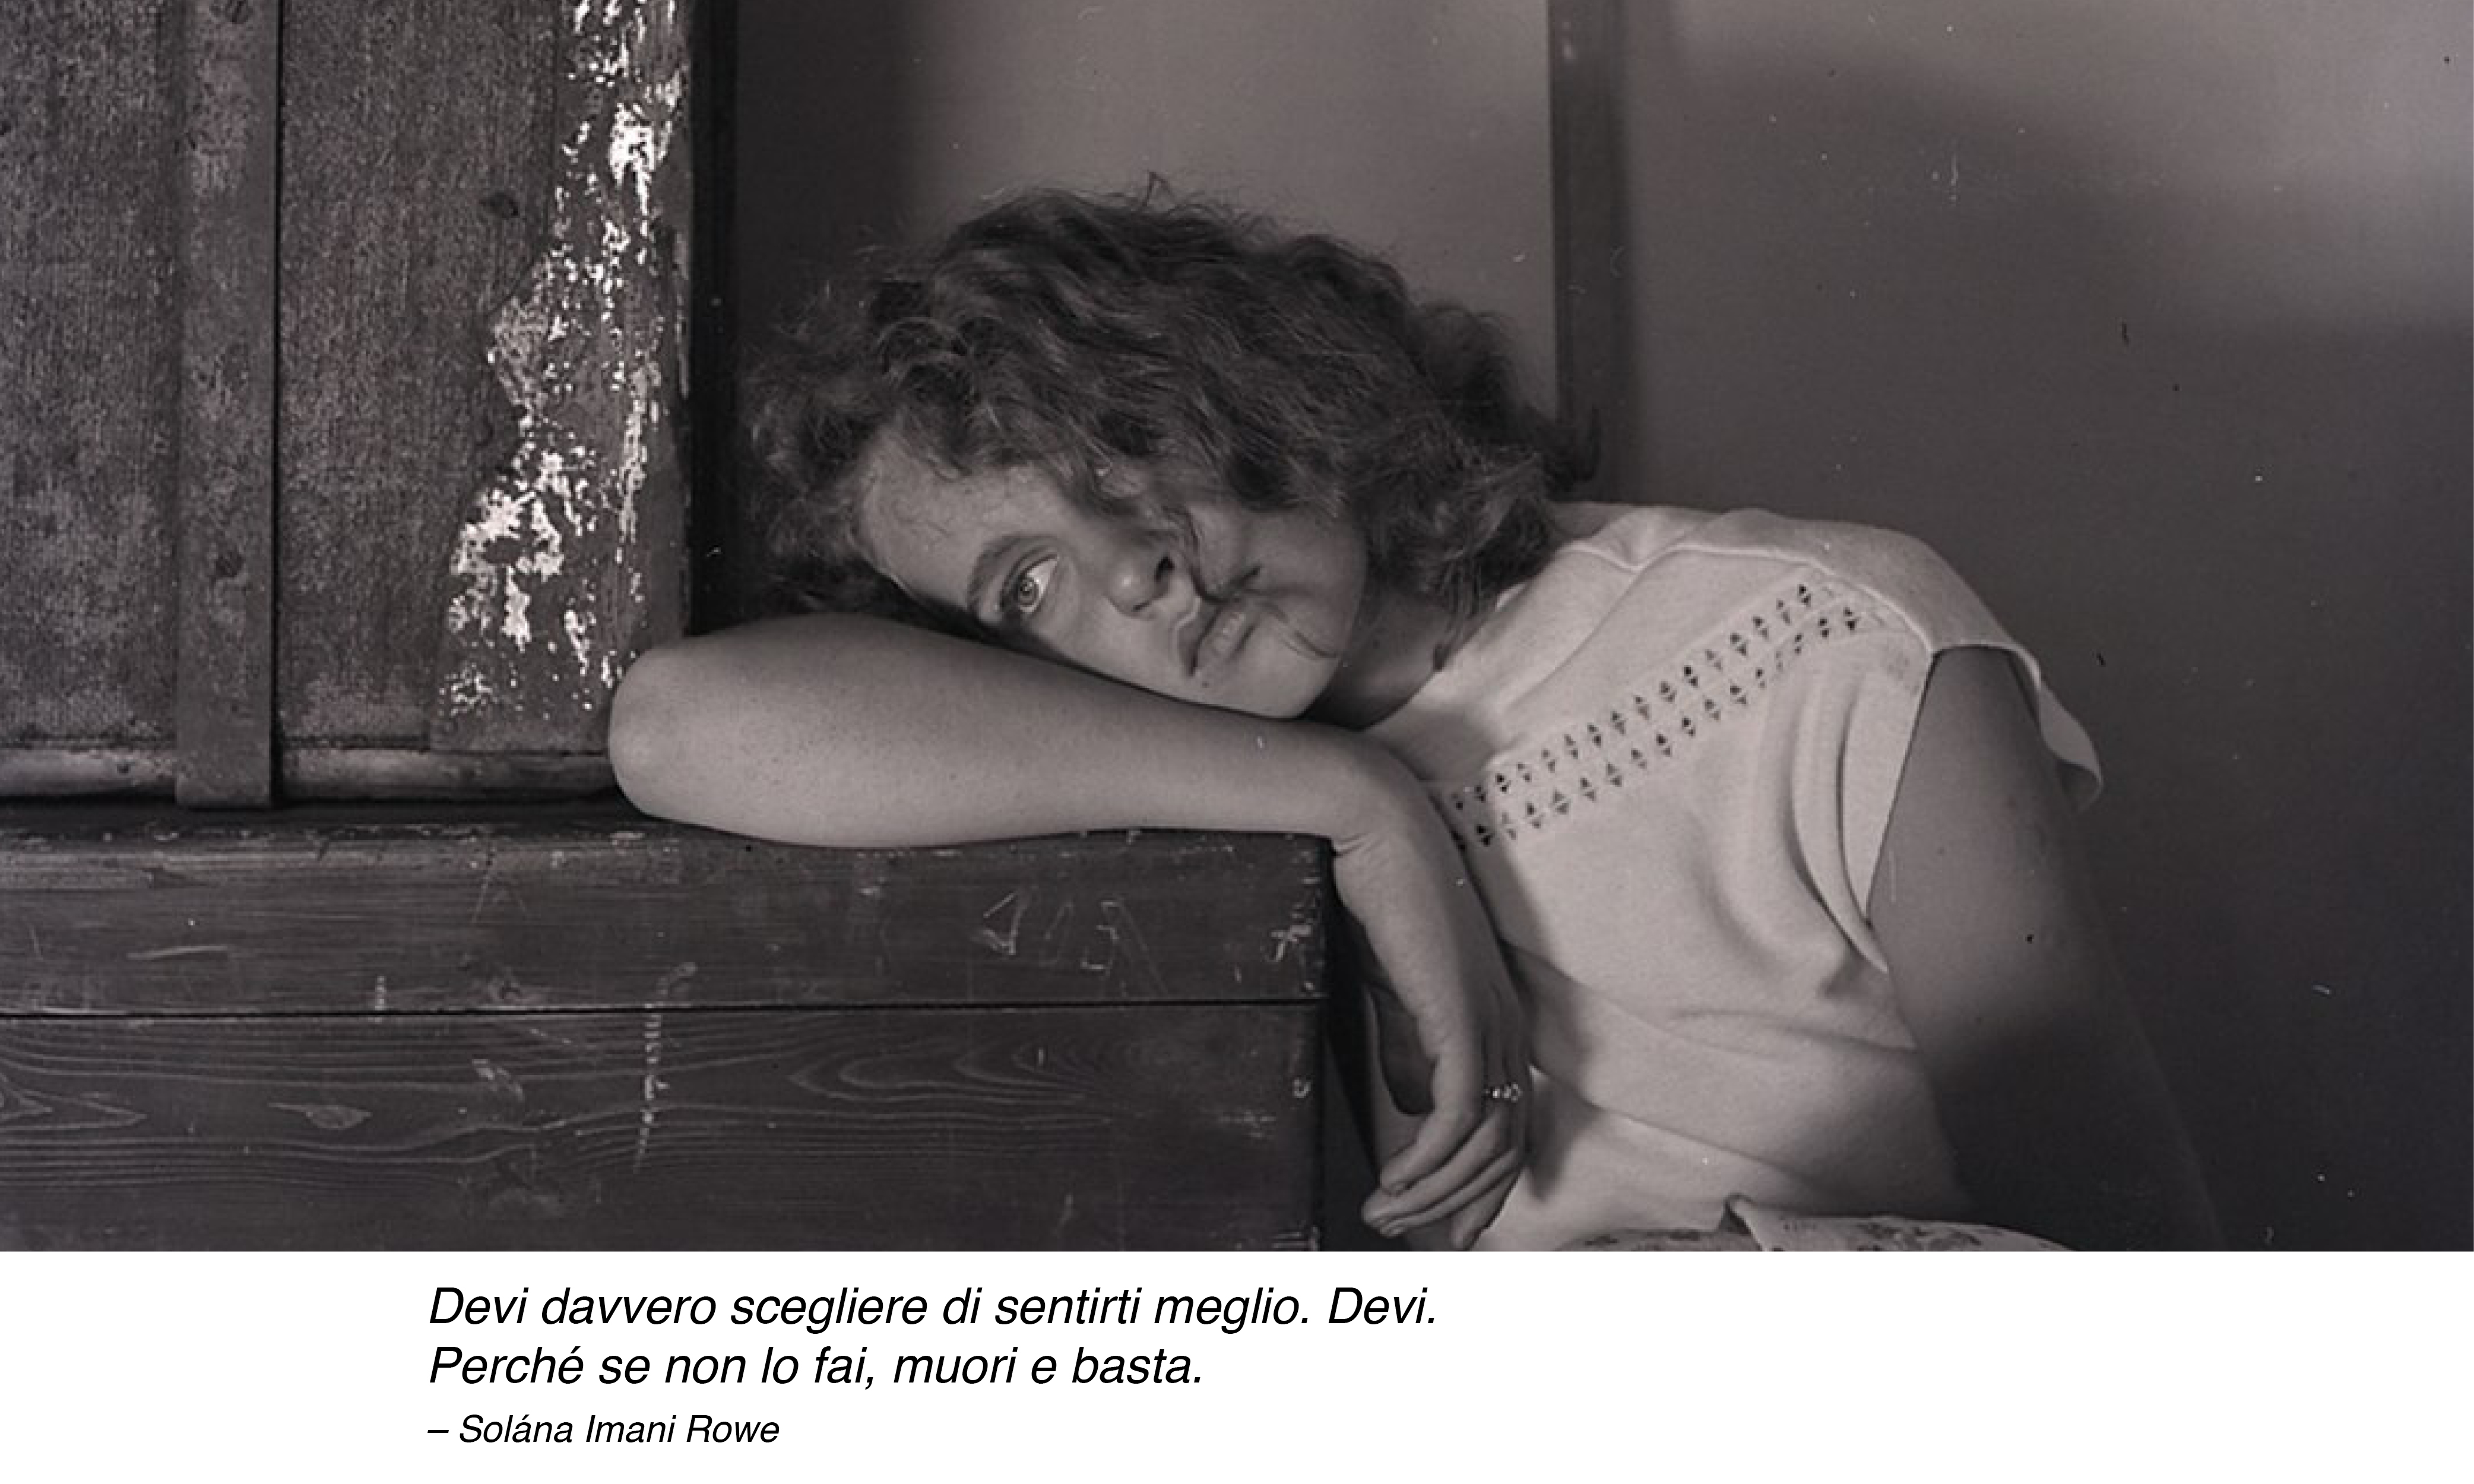 Devi davvero scegliere di sentirti meglio. Devi.
Perché se non lo fai, muori e basta.
– Solána Imani Rowe